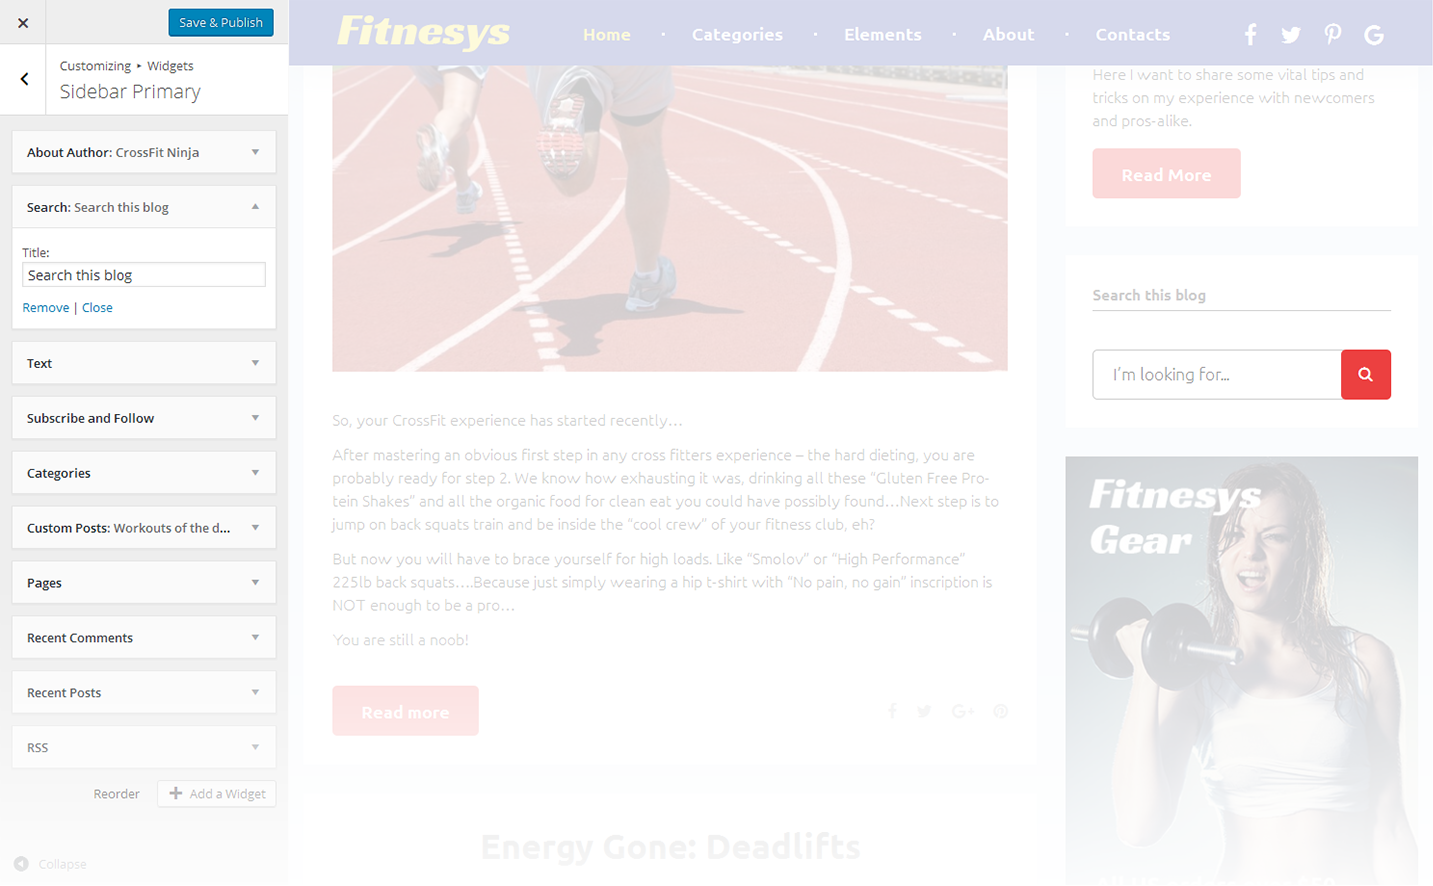 Save & Publish
Customizing ▸ Widgets
Sidebar Primary
About Author: CrossFit Ninja
Search: Search this blog
Title:
Search this blog
Remove | Close
Text
Subscribe and Follow
Categories
Custom Posts: Workouts of the d...
Pages
Recent Comments
Recent Posts
RSS
Reorder
Add a Widget
Collapse
Fitnesys
Home · Categories · Elements · About · Contacts
So, your CrossFit experience has started recently…
After mastering an obvious first step in any cross fitters experience – the hard dieting, you are
probably ready for step 2. We know how exhausting it was, drinking all these “Gluten Free Pro-
tein Shakes” and all the organic food for clean eat you could have possibly found…Next step is to
jump on back squats train and be inside the “cool crew” of your fitness club, eh?
But now you will have to brace yourself for high loads. Like “Smolov” or “High Performance”
225lb back squats….Because just simply wearing a hip t-shirt with “No pain, no gain” inscription is
NOT enough to be a pro…
You are still a noob!
Read more
Energy Gone: Deadlifts
Here I want to share some vital tips and
tricks on my experience with newcomers
and pros-alike.
Read More
Search this blog
I'm looking for...
Fitnesys
Gear